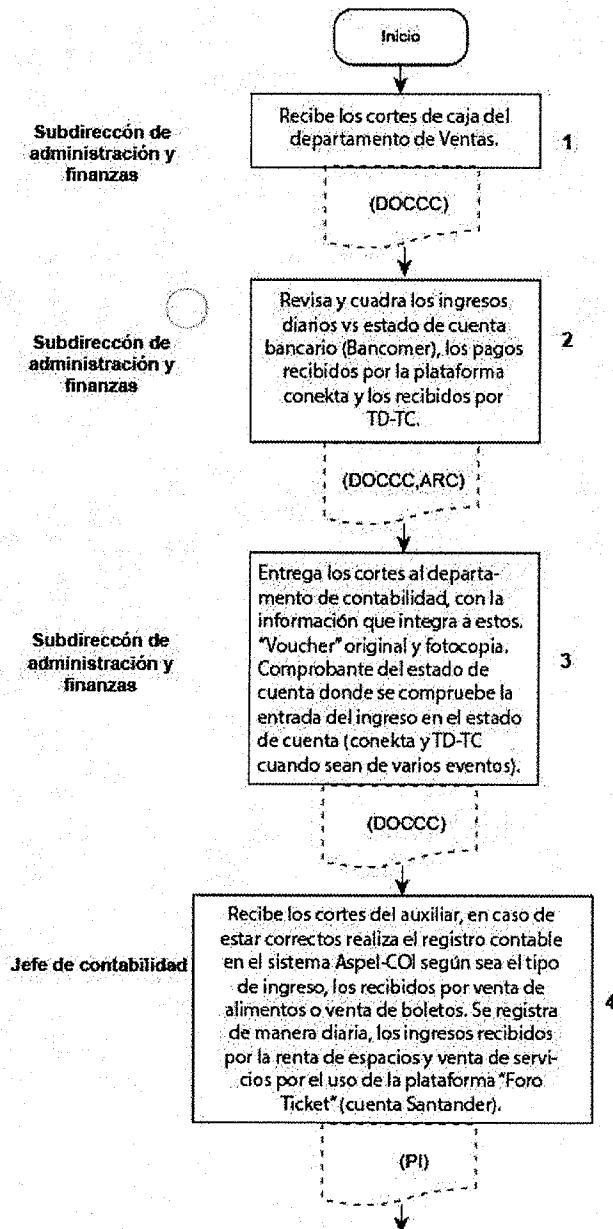 Inicio
Subdireccón de
administración y
finanzas
Recibe los cortes de caja del
departamento de Ventas.
1
(DOCCC)
Subdireccón de
administración y
finanzas
Revisa y cuadra los ingresos
diarios vs estado de cuenta
bancario (Bancomer), los pagos
recibidos por la plataforma
conekta y los recibidos por
TD-TC.
2
(DOCCC,ARC)
Subdireccón de
administración y
finanzas
Entrega los cortes al departa-
mento de contabilidad, con la
información que integra a estos.
"Voucher" original y fotocopia.
Comprobante del estado de
cuenta donde se compruebe la
entrada del ingreso en el estado
de cuenta (conekta y TD-TC
cuando sean de varios eventos).
3
(DOCCC)
Jefe de contabilidad
Recibe los cortes del auxiliar, en caso de
estar correctos realiza el registro contable
en el sistema Aspel-COI según sea el tipo
de ingreso, los recibidos por venta de
alimentos o venta de boletos. Se registra
de manera diaria, los ingresos recibidos
por la renta de espacios y venta de servi-
cios por el uso de la plataforma "Foro
Ticket" (cuenta Santander).
4
(PI)